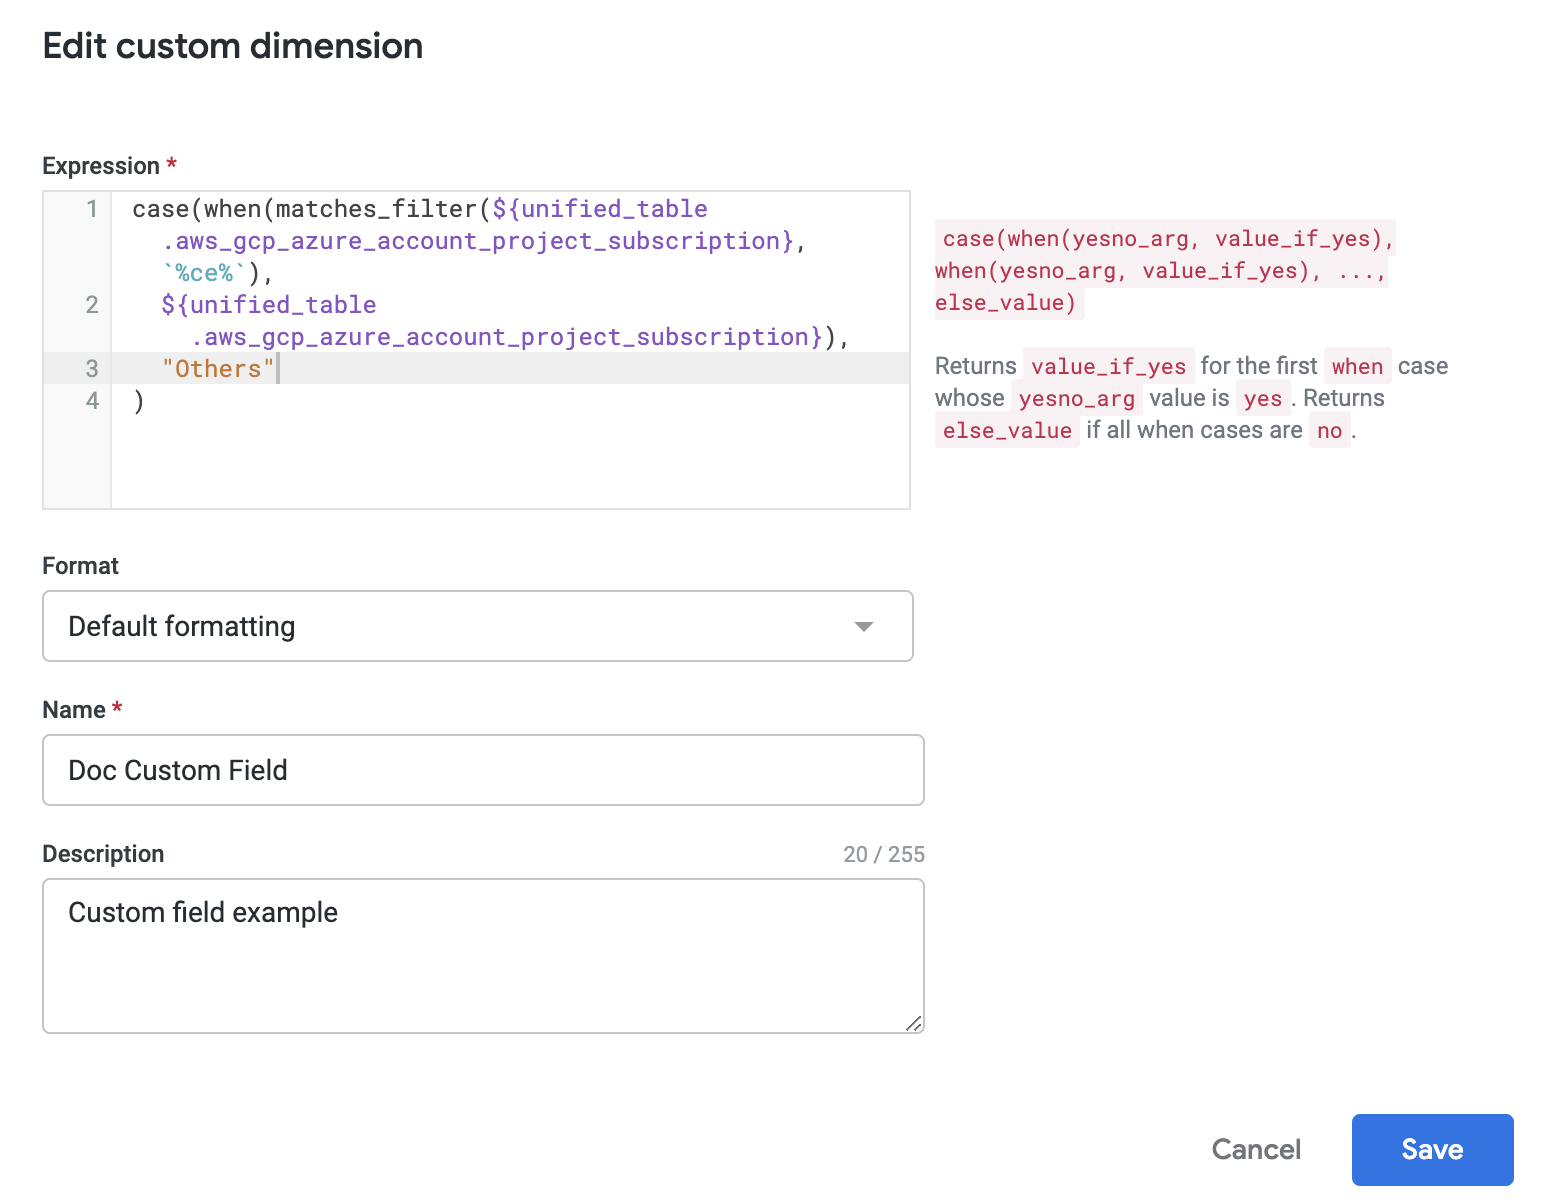 Edit custom dimension
Expression *
1 case(when(matches_filter(${unified_table
.aws_gcp_azure_account_project_subscription},
`%ce%`),
2 ${unified_table
.aws_gcp_azure_account_project_subscription}),
3 "Others"
4 )
case(when(yesno_arg, value_if_yes),
when(yesno_arg, value_if_yes), ...,
else_value)
Returns value_if_yes for the first when case
whose yesno_arg value is yes . Returns
else_value if all when cases are no .
Format
Default formatting
Name *
Doc Custom Field
Description 20 / 255
Custom field example
Cancel Save